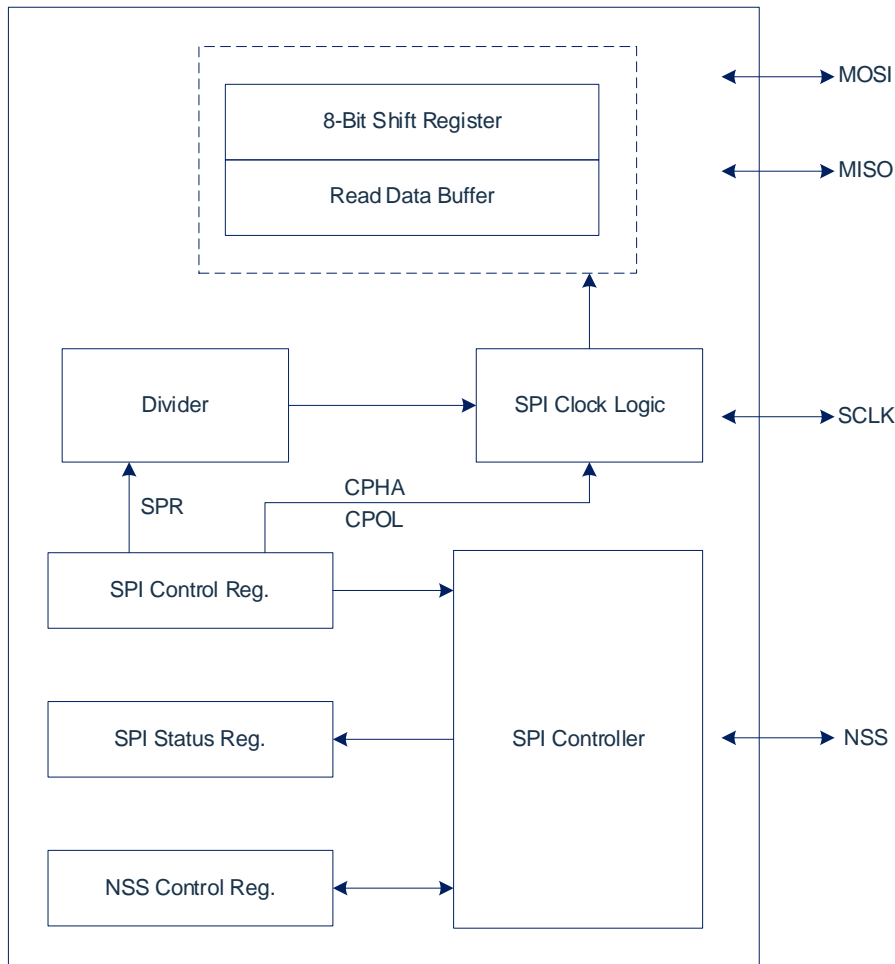 MOSI
8-Bit Shift Register
MISO
Read Data Buffer
Divider
SPI Clock Logic
SCLK
CPHA
SPR
CPOL
SPI Control Reg.
SPI Status Reg.
SPI Controller
NSS
NSS Control Reg.